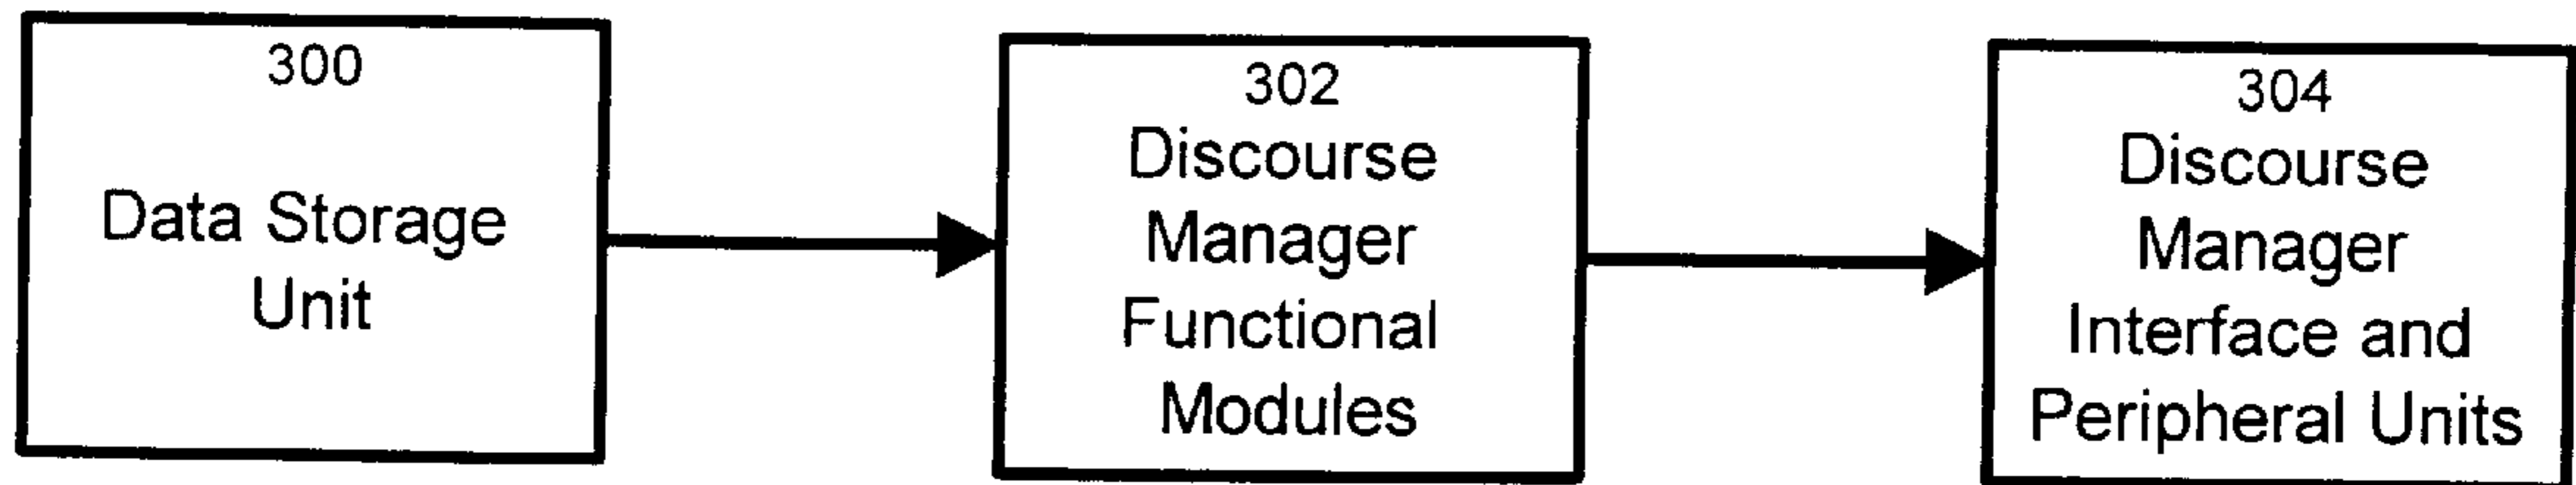 300
Data Storage
Unit
302
Discourse
Manager
Functional
Modules
304
Discourse
Manager
Interface and
Peripheral Units